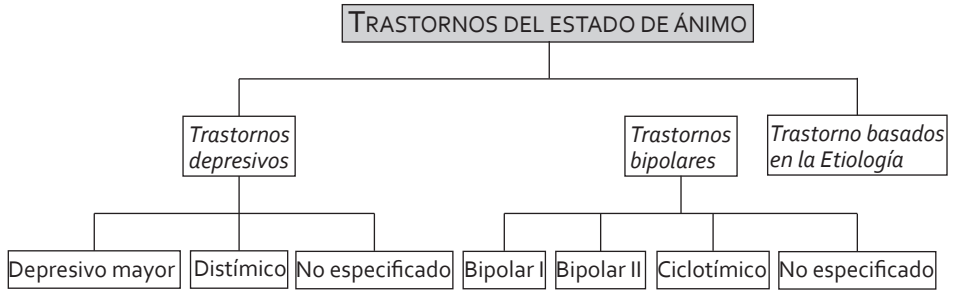 TRASTORNOS DEL ESTADO DE ÁNIMO
Trastornos
depresivos
Trastornos
bipolares
Trastorno basados
en la Etiología
Depresivo mayor
Distímico
No especificado
Bipolar I
Bipolar II
Ciclotímico
No especificado